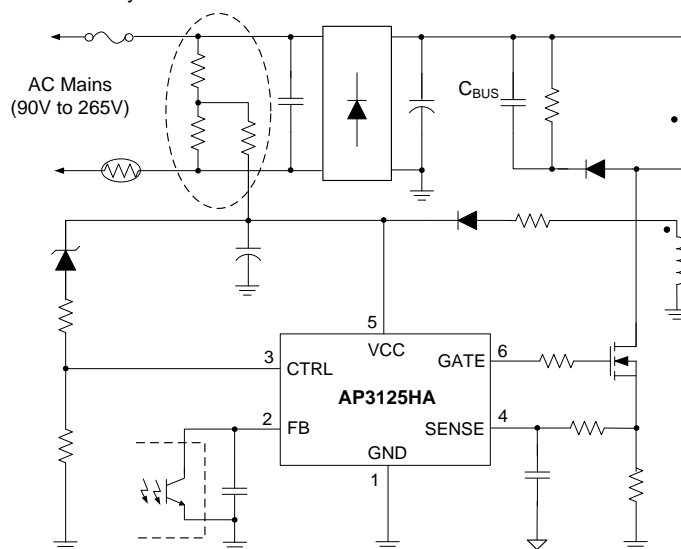 AC Mains
(90V to 265V)
CBUS
5
VCC
3
CTRL
GATE
6
AP3125HA
2
FB
SENSE
4
GND
1